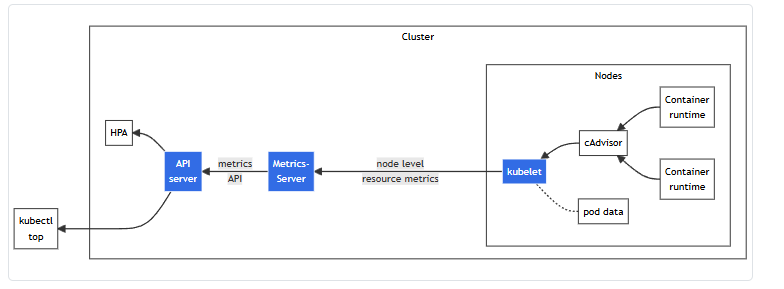 Cluster
Nodes
Container
runtime
HPA
cAdvisor
API
server
metrics
API
Metrics-
Server
node level
resource metrics
kubelet
Container
runtime
pod data
kubectl
top